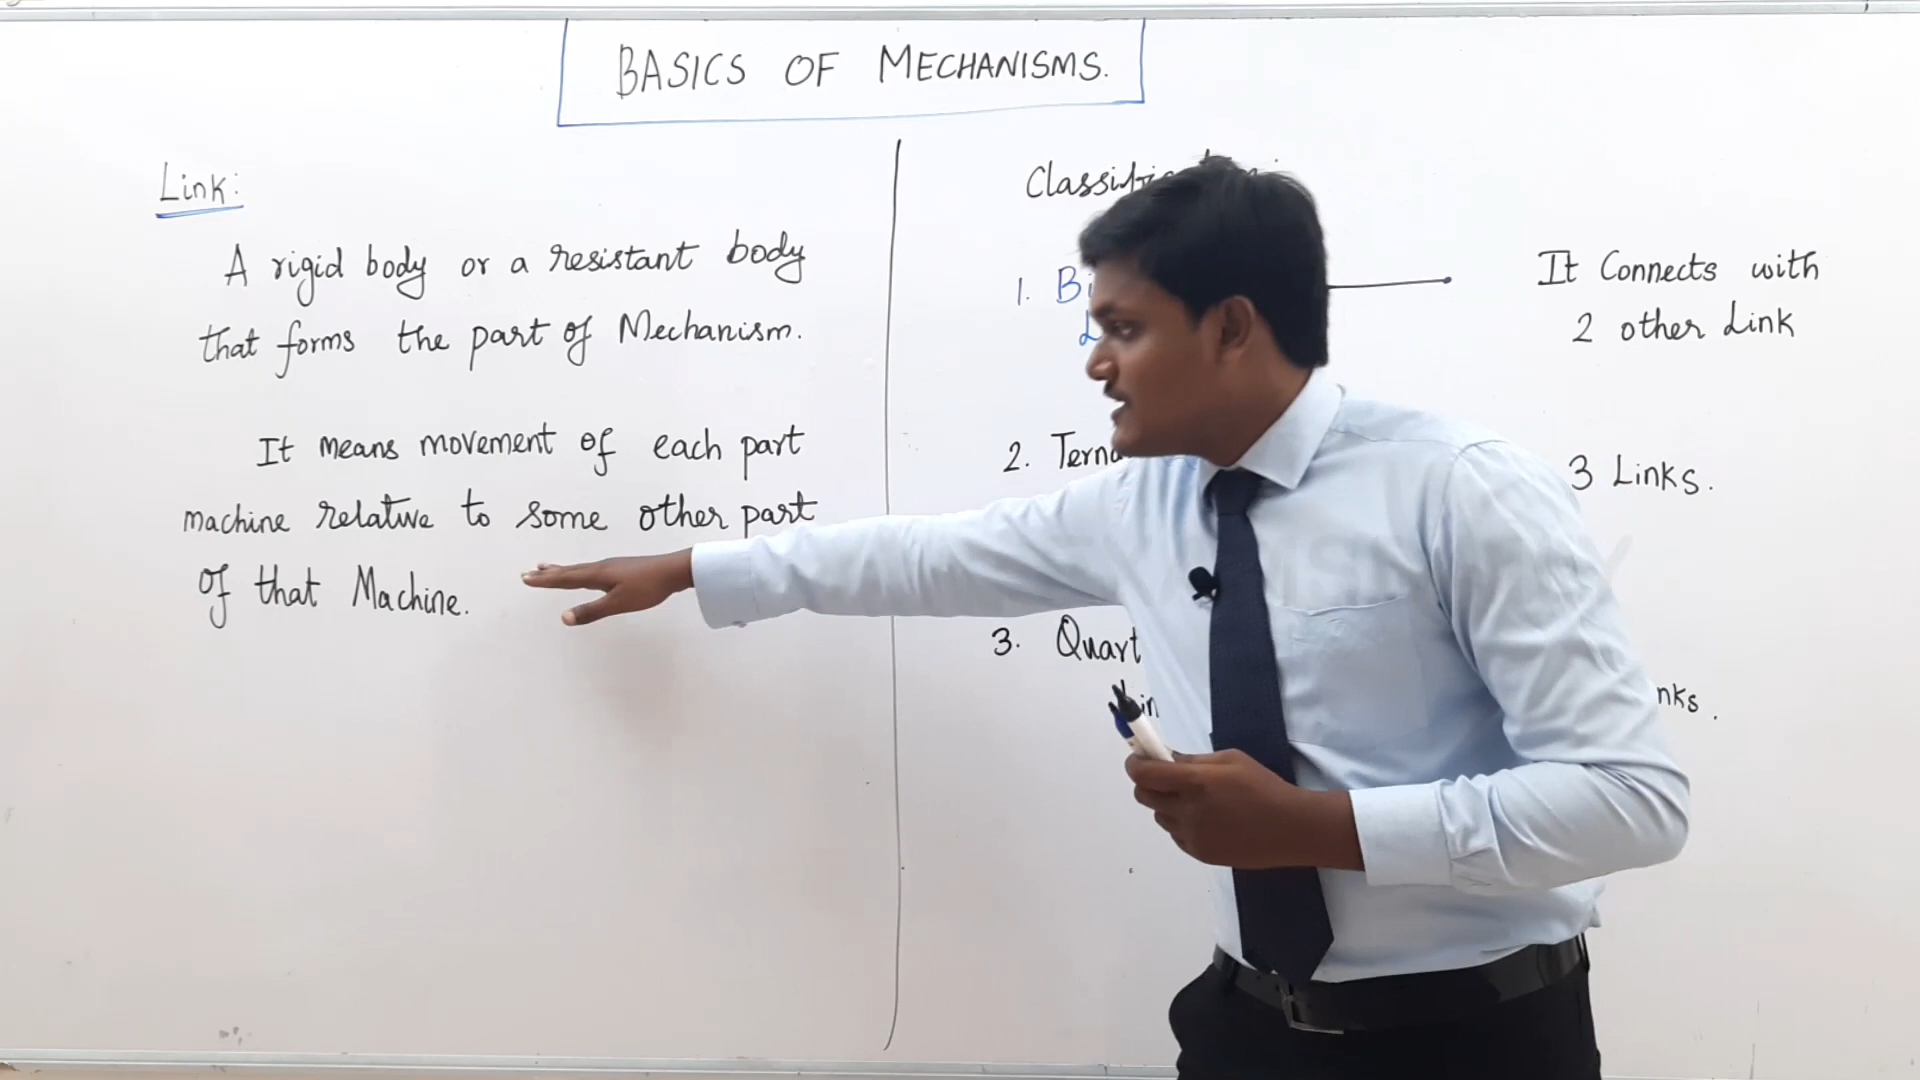 BASICS OF MECHANISMS.
Link:
A rigid body or a resistant body
that forms the part of Mechanism.
It means movement of each part
machine relative to some other part
of that Machine.
1.
It Connects with
2 other Link
2.
3 Links.
3.